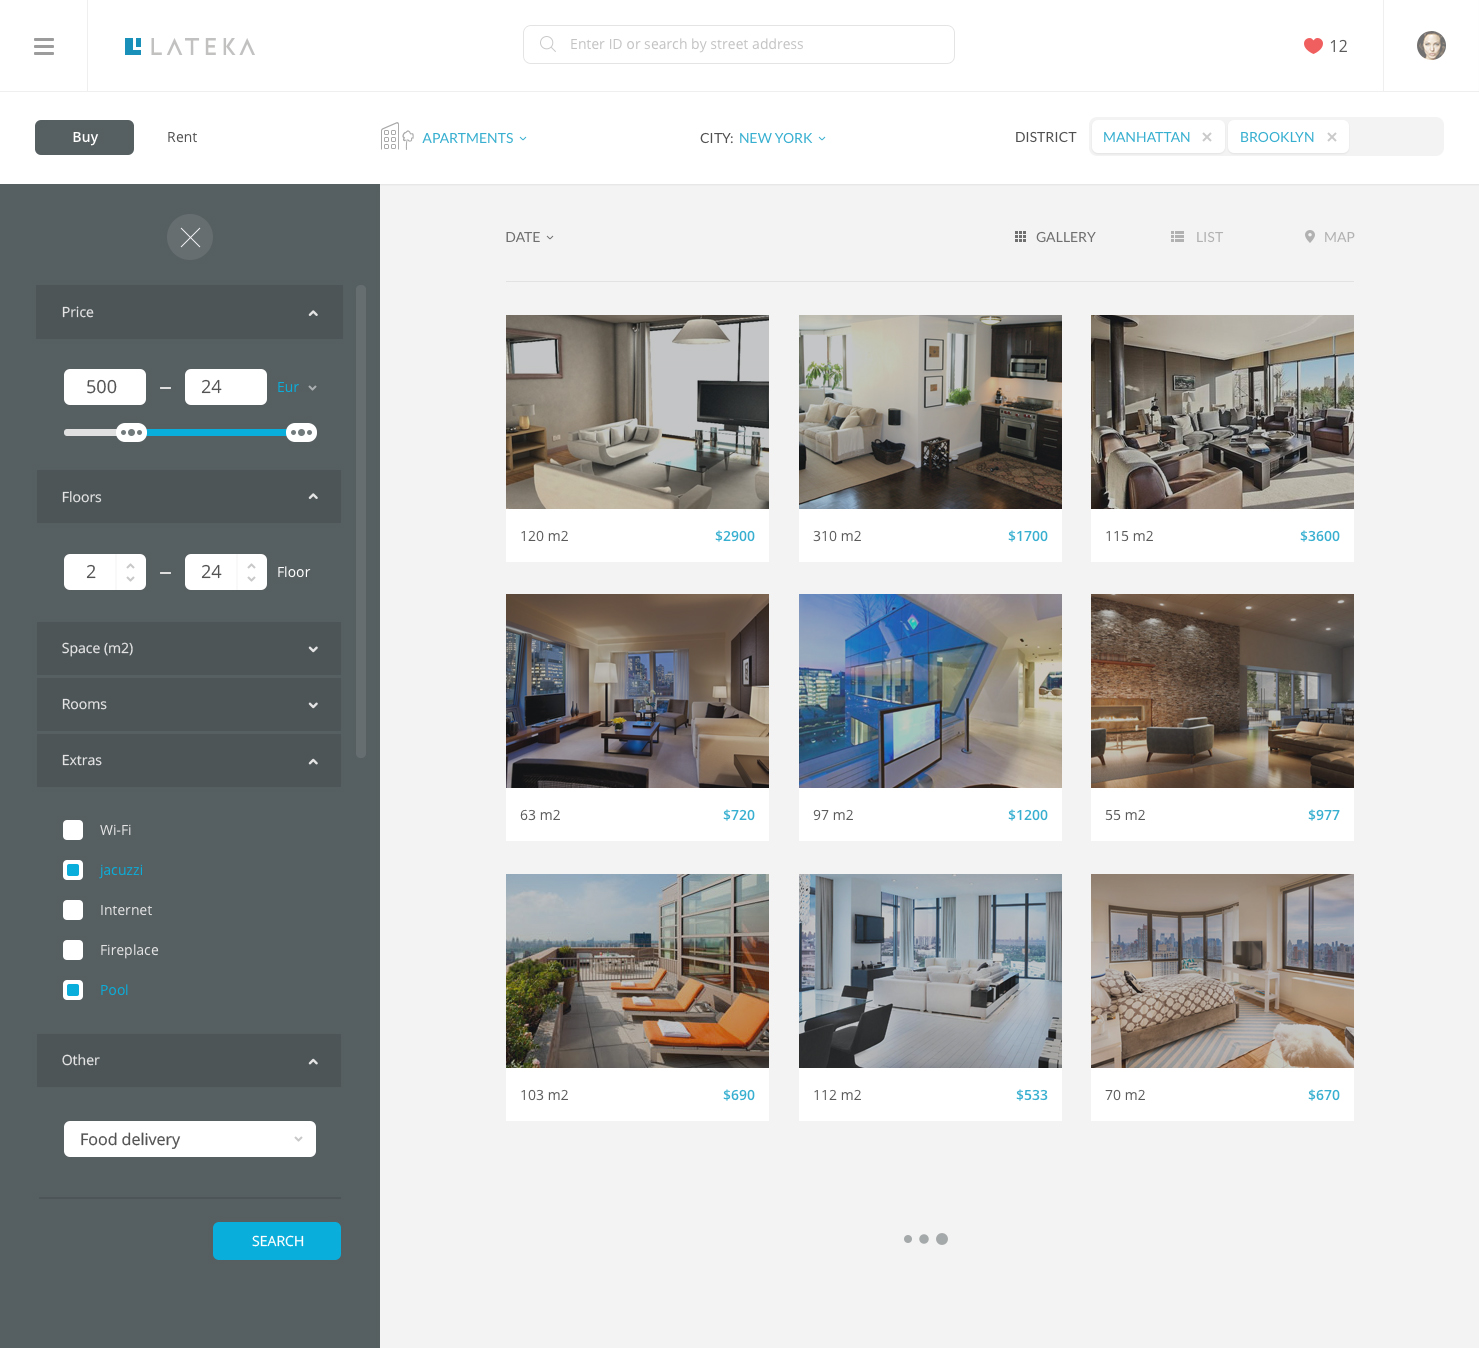 LATEKA
Enter ID or search by street address
12
Buy
Rent
APARTMENTS
CITY: NEW YORK
DISTRICT
MANHATTAN
BROOKLYN
Price
500 – 24 Eur
Floors
2 – 24 Floor
Space (m2)
Rooms
Extras
Wi-Fi
jacuzzi
Internet
Fireplace
Pool
Other
Food delivery
SEARCH
DATE
GALLERY
LIST
MAP
120 m2 $2900
310 m2 $1700
115 m2 $3600
63 m2 $720
97 m2 $1200
55 m2 $977
103 m2 $690
112 m2 $533
70 m2 $670